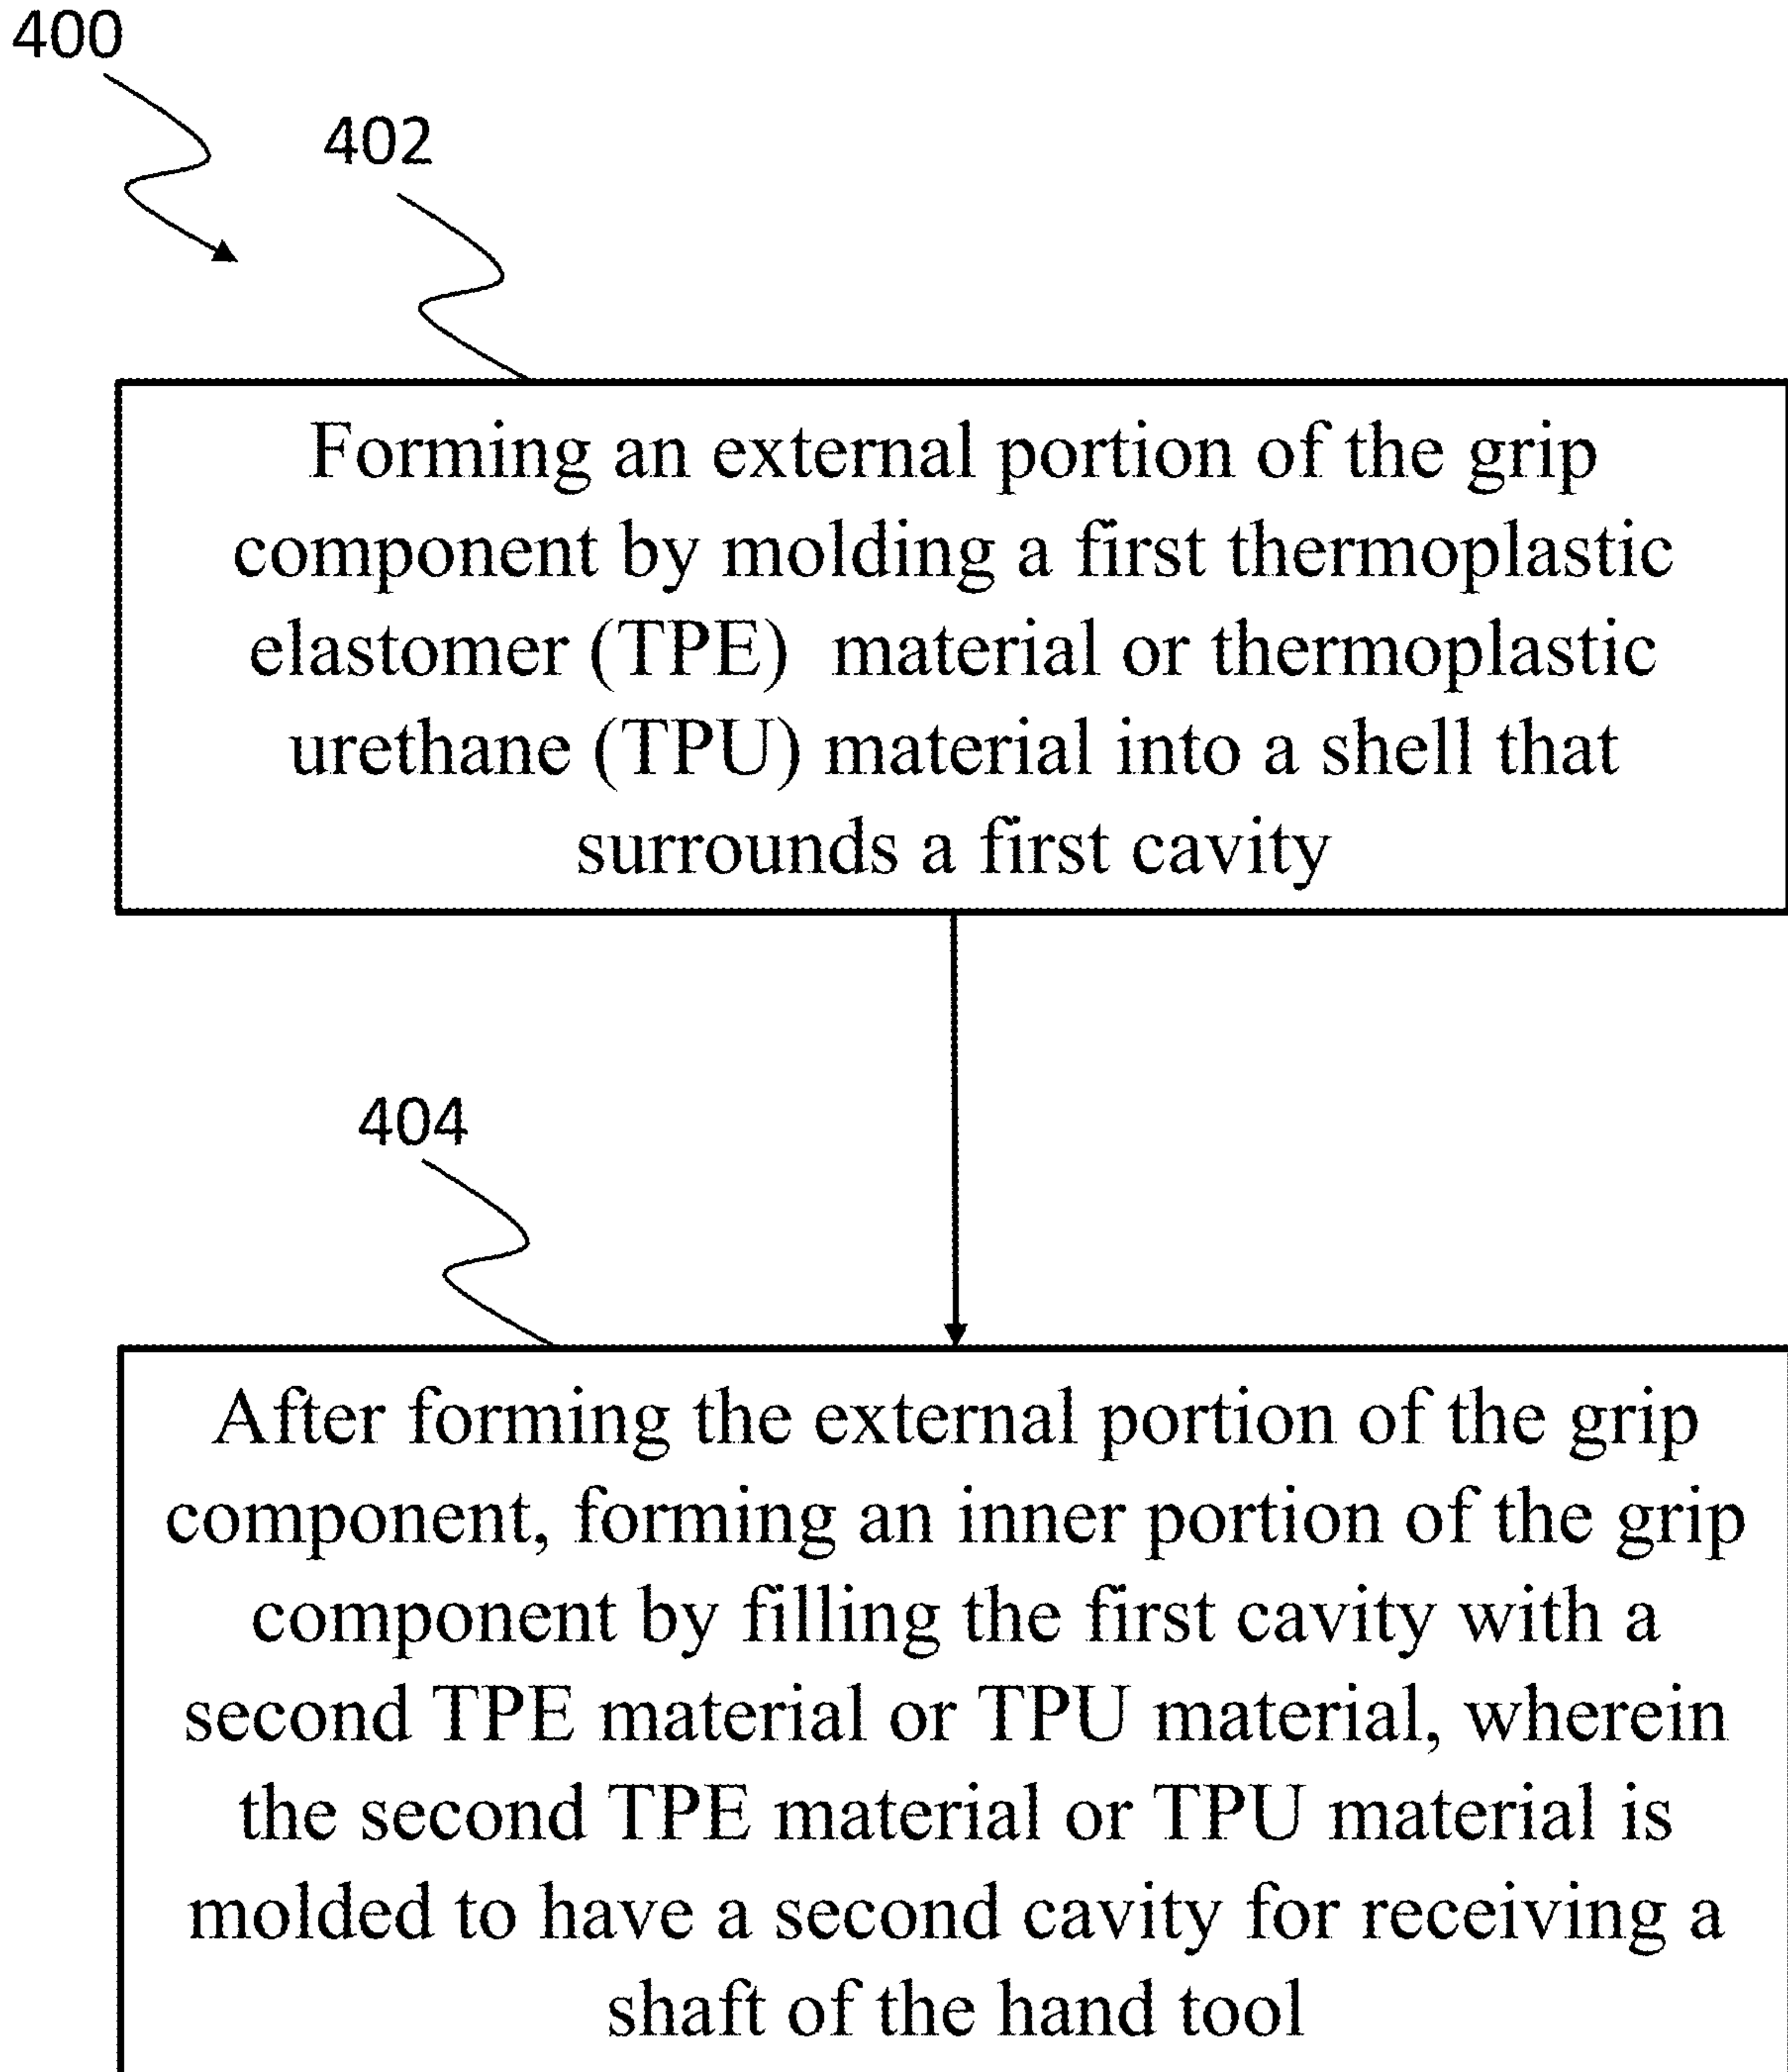 400
402
Forming an external portion of the grip
component by molding a first thermoplastic
elastomer (TPE) material or thermoplastic
urethane (TPU) material into a shell that
surrounds a first cavity
404
After forming the external portion of the grip
component, forming an inner portion of the grip
component by filling the first cavity with a
second TPE material or TPU material, wherein
the second TPE material or TPU material is
molded to have a second cavity for receiving a
shaft of the hand tool